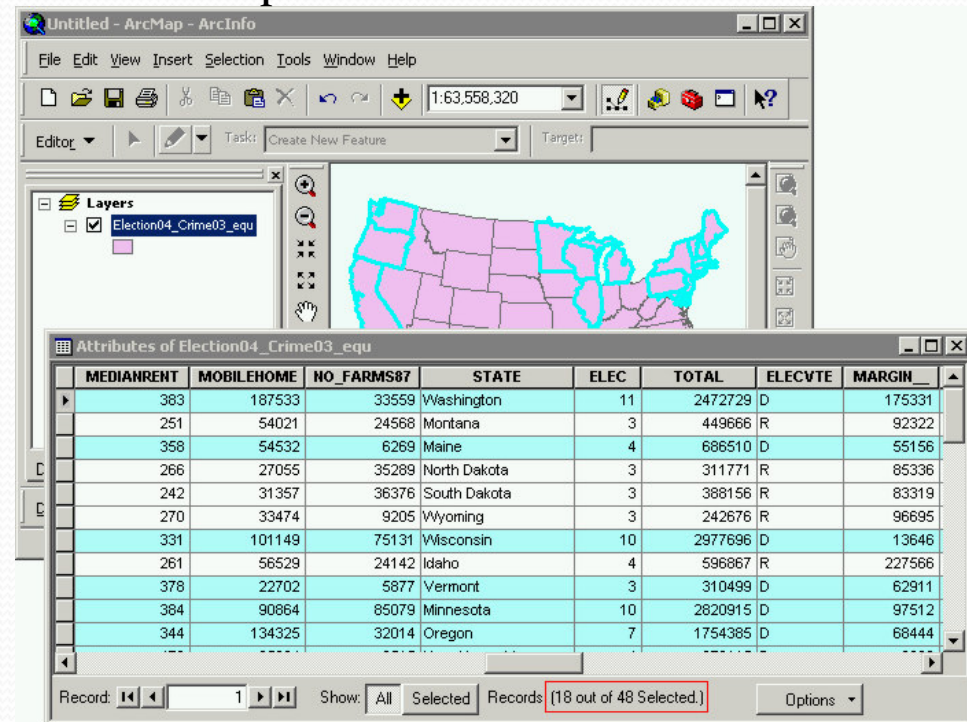 Untitled - ArcMap - ArcInfo
File Edit View Insert Selection Tools Window Help
1:63,558,320
Editor Task: Create New Feature Target:
Layers
Election04_Crime03_equ
Attributes of Election04_Crime03_equ
MEDIANRENT MOBILEHOME NO_FARMS87 STATE ELEC TOTAL ELECVTE MARGIN__
383 187533 33559 Washington 11 2472729 D 175331
251 54021 24568 Montana 3 449666 R 92322
358 54532 6269 Maine 4 686510 D 55156
266 27055 35289 North Dakota 3 311771 R 85336
242 31357 36376 South Dakota 3 388156 R 83319
270 33474 9205 Wyoming 3 242676 R 96695
331 101149 75131 Wisconsin 10 2977696 D 13646
261 56529 24142 Idaho 4 596867 R 227566
378 22702 5877 Vermont 3 310499 D 62911
384 90864 85079 Minnesota 10 2820915 D 97512
344 134325 32014 Oregon 7 1754385 D 68444
Record: 1 Show: All Selected Records (18 out of 48 Selected.) Options